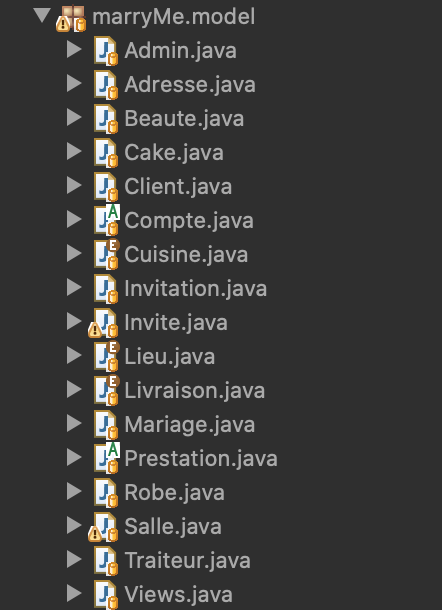 marryMe.model
Admin.java
Adresse.java
Beaute.java
Cake.java
Client.java
Compte.java
Cuisine.java
Invitation.java
Invite.java
Lieu.java
Livraison.java
Mariage.java
Prestation.java
Robe.java
Salle.java
Traiteur.java
Views.java